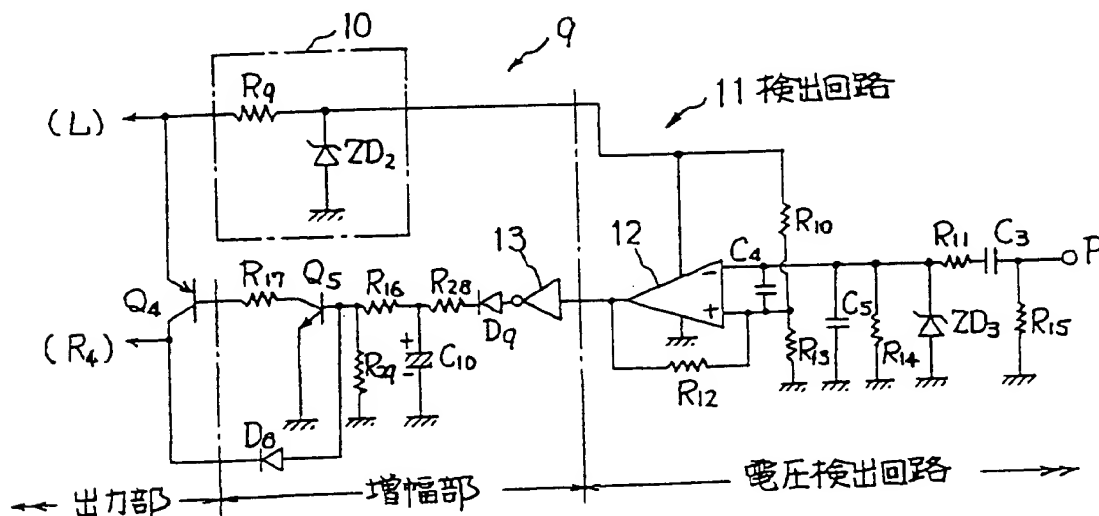 10
9
R9
(L)
ZD2
11 検出回路
R10
13
12
C4
R11
C3
P
R17
Q5
R16
R28
Q4
D9
C5
ZD3
R15
(R4)
R29
C10
R13
R14
R12
D8
出力部
増幅部
電圧検出回路